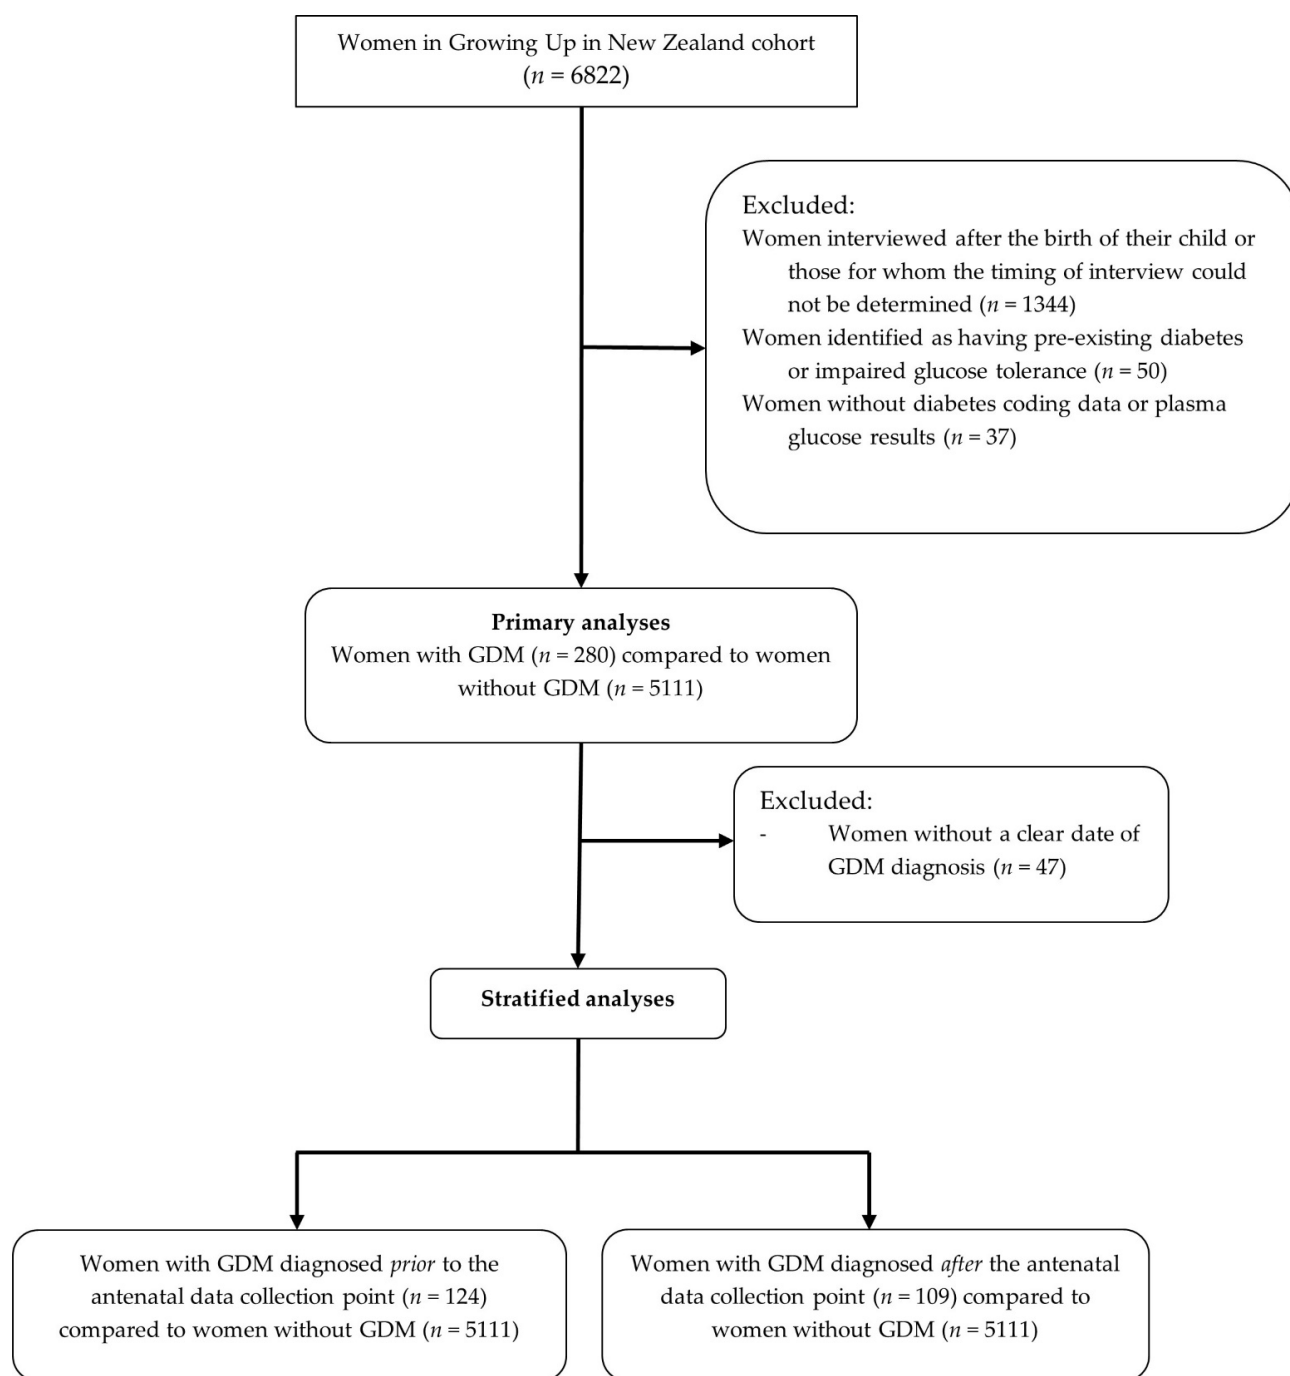 Women in Growing Up in New Zealand cohort
(n = 6822)
Excluded:
Women interviewed after the birth of their child or
those for whom the timing of interview could
not be determined (n = 1344)
Women identified as having pre-existing diabetes
or impaired glucose tolerance (n = 50)
Women without diabetes coding data or plasma
glucose results (n = 37)
Primary analyses
Women with GDM (n = 280) compared to women
without GDM (n = 5111)
Excluded:
- Women without a clear date of
GDM diagnosis (n = 47)
Stratified analyses
Women with GDM diagnosed prior to the
antenatal data collection point (n = 124)
compared to women without GDM (n = 5111)
Women with GDM diagnosed after the antenatal
data collection point (n = 109) compared to
women without GDM (n = 5111)